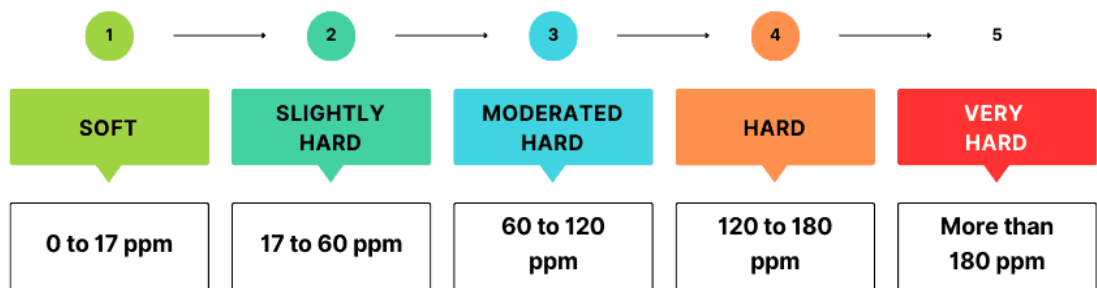 1
2
3
4
5
SOFT
SLIGHTLY
HARD
MODERATED
HARD
HARD
VERY
HARD
0 to 17 ppm
17 to 60 ppm
60 to 120
ppm
120 to 180
ppm
More than
180 ppm